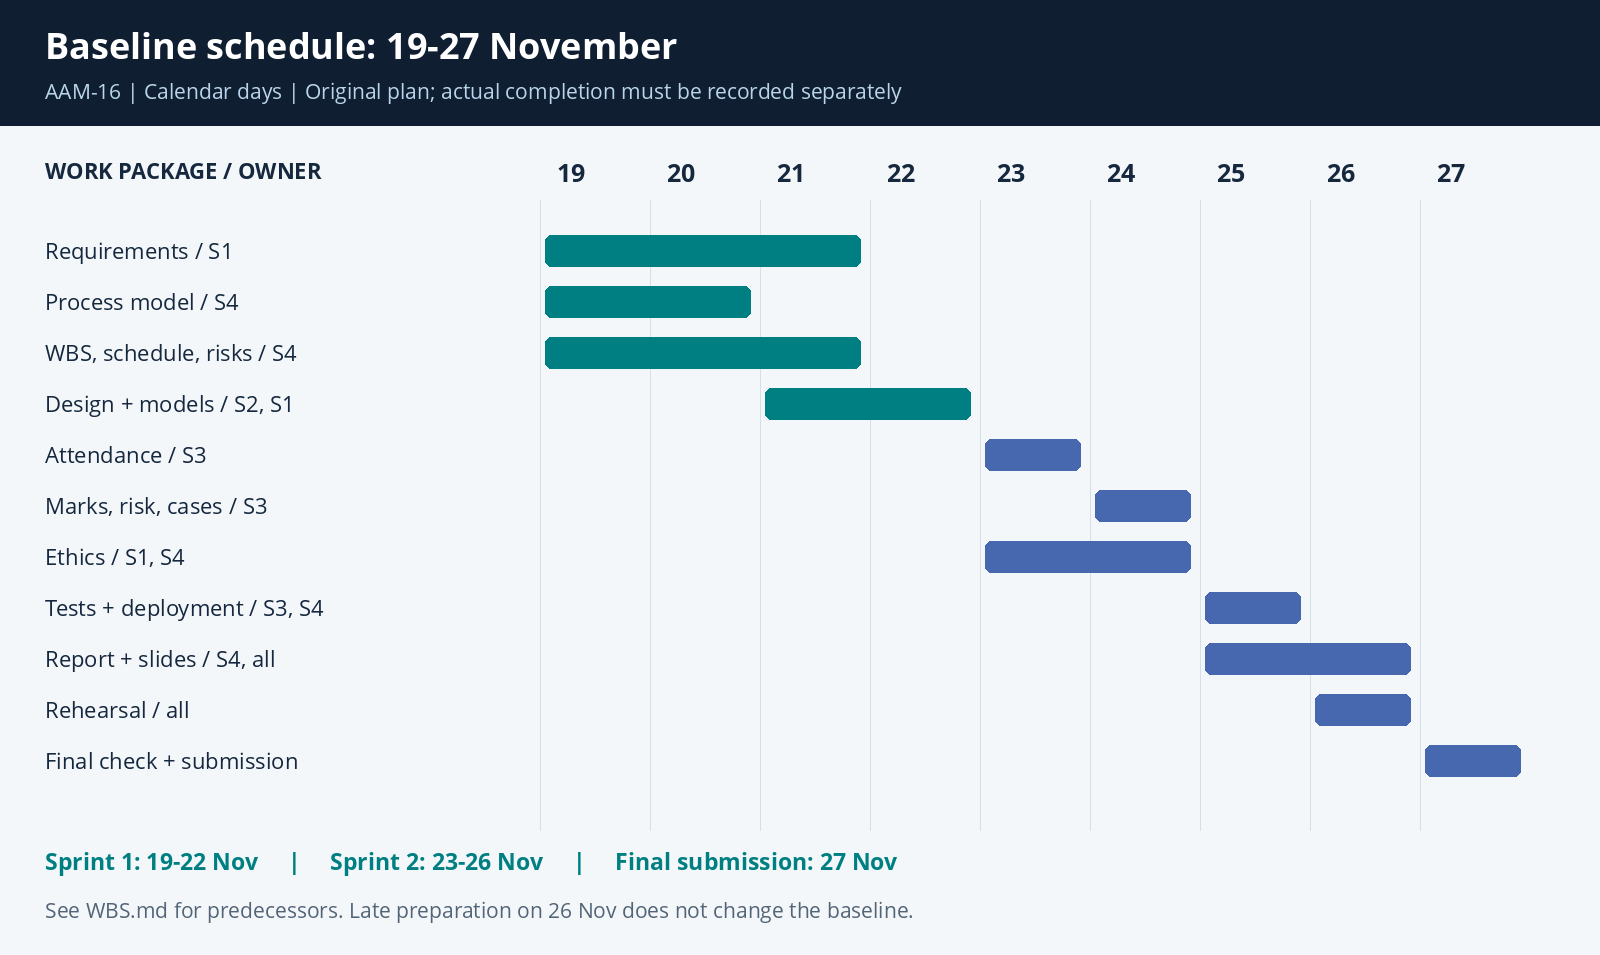 Baseline schedule: 19-27 November
AAM-16 | Calendar days | Original plan; actual completion must be recorded separately
WORK PACKAGE / OWNER 19 20 21 22 23 24 25 26 27
Requirements / S1
Process model / S4
WBS, schedule, risks / S4
Design + models / S2, S1
Attendance / S3
Marks, risk, cases / S3
Ethics / S1, S4
Tests + deployment / S3, S4
Report + slides / S4, all
Rehearsal / all
Final check + submission
Sprint 1: 19-22 Nov | Sprint 2: 23-26 Nov | Final submission: 27 Nov
See WBS.md for predecessors. Late preparation on 26 Nov does not change the baseline.